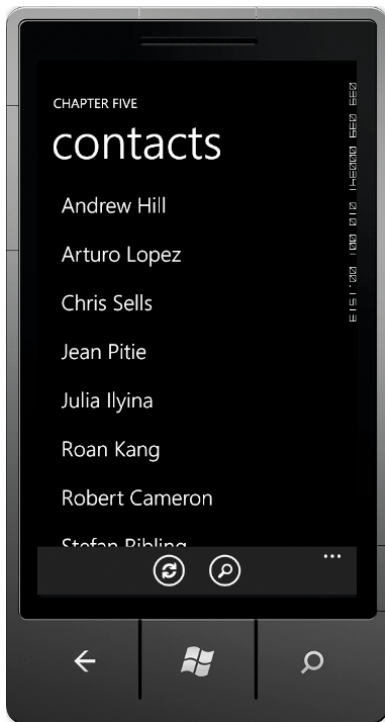 CHAPTER FIVE
contacts
Andrew Hill
Arturo Lopez
Chris Sells
Jean Pitie
Julia Ilyina
Roan Kang
Robert Cameron
...